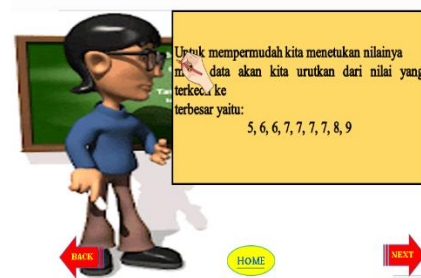 Untuk mempermudah kita menetukan nilainya
data akan kita urutkan dari nilai yang
terkecil ke
terbesar yaitu:
5, 6, 6, 7, 7, 7, 7, 8, 9
BACK
HOME
NEXT